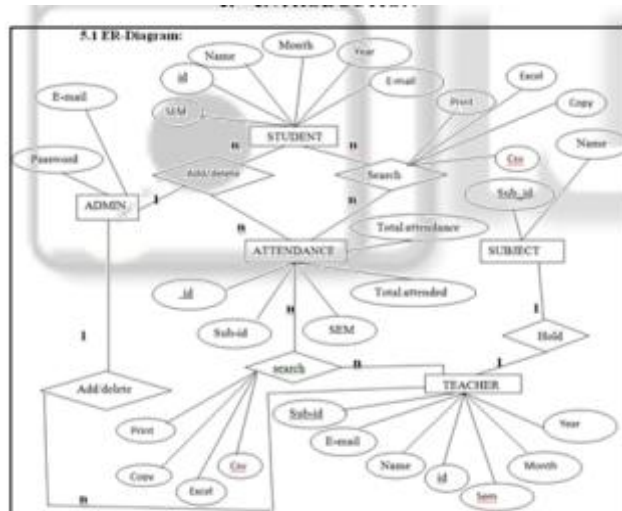 5.1 ER-Diagram:
Month
Name
Year
id
E-mail
SEM
Excel
Print
Copy
E-mail
STUDENT
Name
n
n
Csv
Password
Add/delete
Search
Sub_id
ADMIN
1
n
n
Total attendance
ATTENDANCE
SUBJECT
_id
Total attended
Sub-id
n
SEM
1
1
Hold
search
n
1
Add/delete
TEACHER
Print
Sub-id
Year
E-mail
Copy
Csv
Name
Month
Excel
id
Sem
n